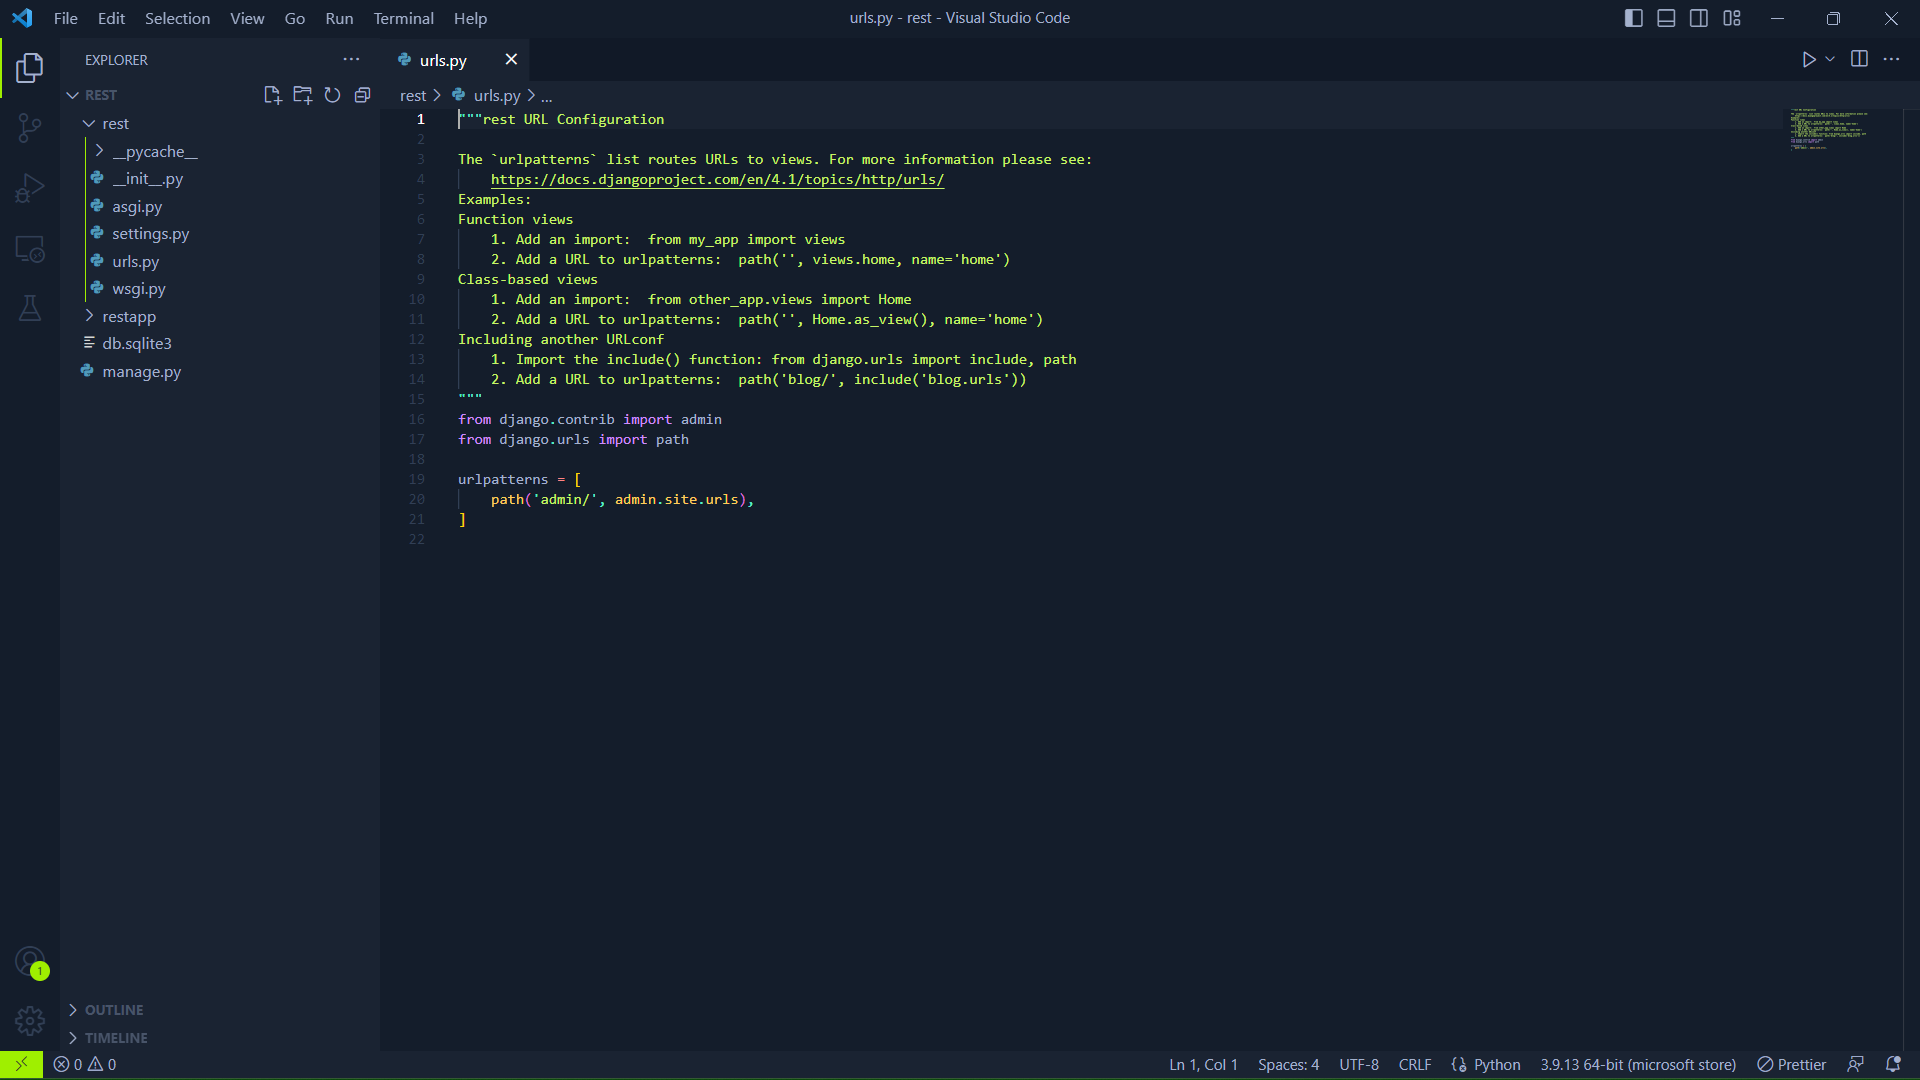 File Edit Selection View Go Run Terminal Help
urls.py - rest - Visual Studio Code
EXPLORER
REST
rest
__pycache__
__init__.py
asgi.py
settings.py
urls.py
wsgi.py
restapp
db.sqlite3
manage.py
OUTLINE
TIMELINE
1
urls.py
rest > urls.py > ...
1 """rest URL Configuration
2
3 The `urlpatterns` list routes URLs to views. For more information please see:
4     https://docs.djangoproject.com/en/4.1/topics/http/urls/
5 Examples:
6 Function views
7     1. Add an import:  from my_app import views
8     2. Add a URL to urlpatterns:  path('', views.home, name='home')
9 Class-based views
10     1. Add an import:  from other_app.views import Home
11     2. Add a URL to urlpatterns:  path('', Home.as_view(), name='home')
12 Including another URLconf
13     1. Import the include() function: from django.urls import include, path
14     2. Add a URL to urlpatterns:  path('blog/', include('blog.urls'))
15 """
16 from django.contrib import admin
17 from django.urls import path
18
19 urlpatterns = [
20     path('admin/', admin.site.urls),
21 ]
22
0 0 Ln 1, Col 1 Spaces: 4 UTF-8 CRLF Python 3.9.13 64-bit (microsoft store) Prettier